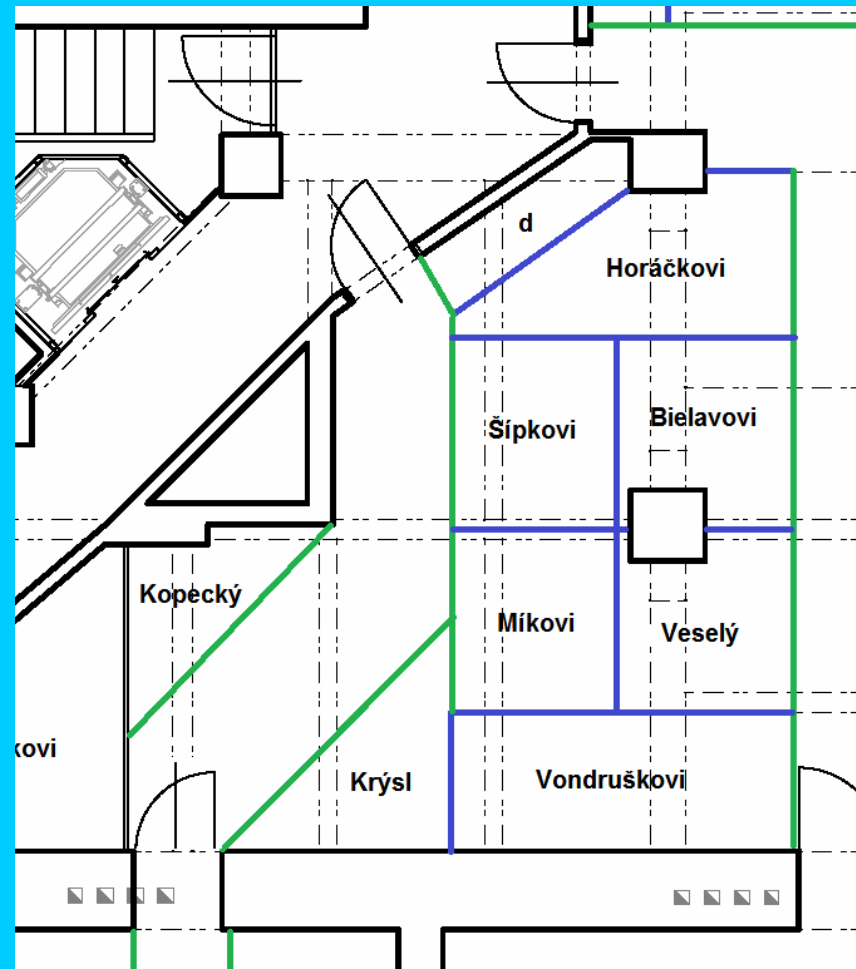 d
Horáčkovi
Šípkovi
Bielavovi
Kopecký
Míkovi
Veselý
kovi
Krýsl
Vondruškovi